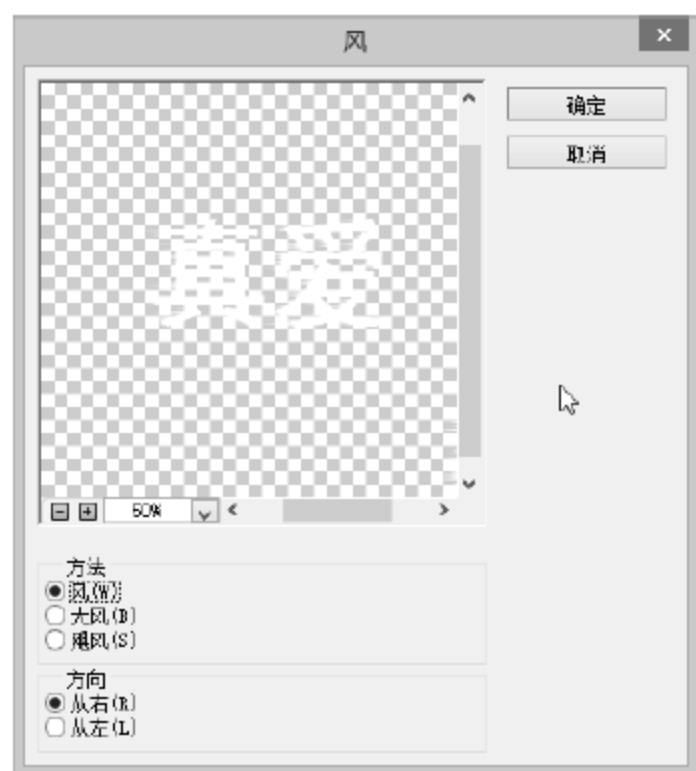 风
确定
取消
真爱
50%
方法
风(W)
大风(B)
飓风(S)
方向
从右(R)
从左(L)